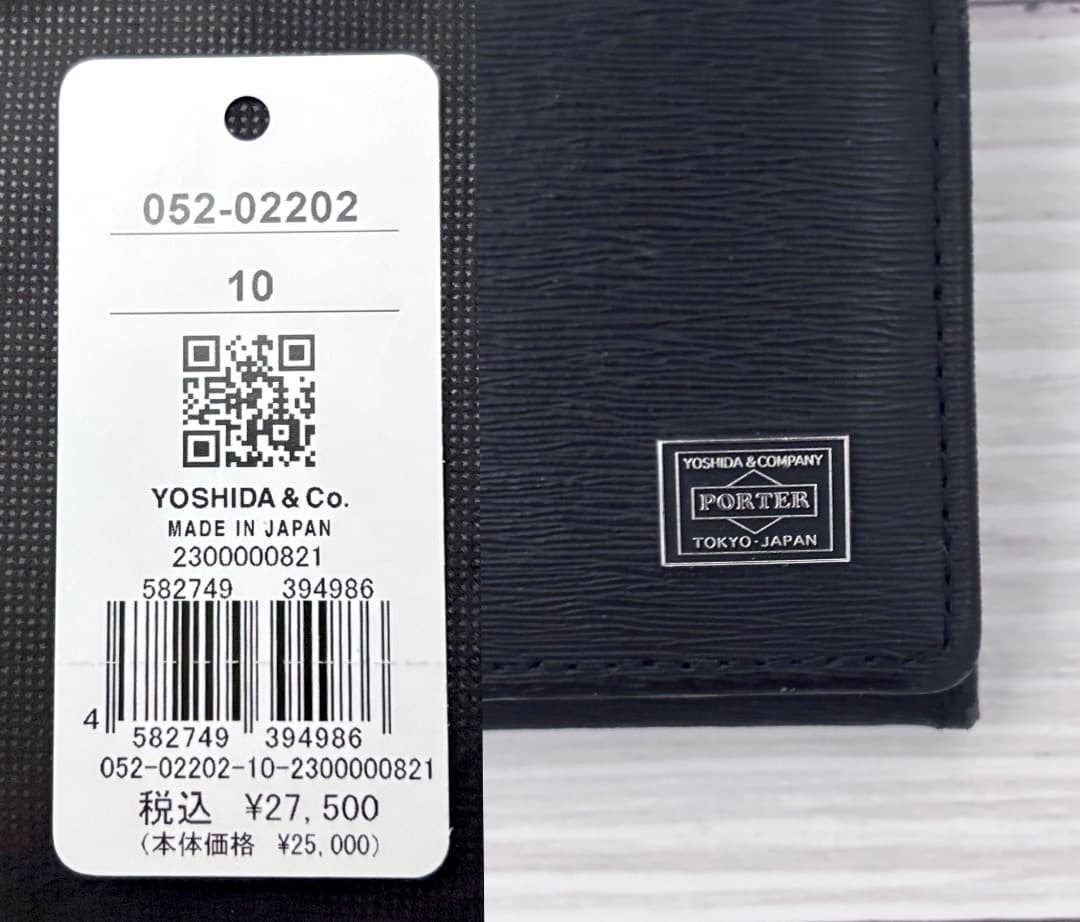 052-02202
10
YOSHIDA & Co.
MADE IN JAPAN
2300000821
582749 394986
4 582749 394986
052-02202-10-2300000821
税込 ¥27,500
(本体価格 ¥25,000)
YOSHIDA & COMPANY
PORTER
TOKYO-JAPAN